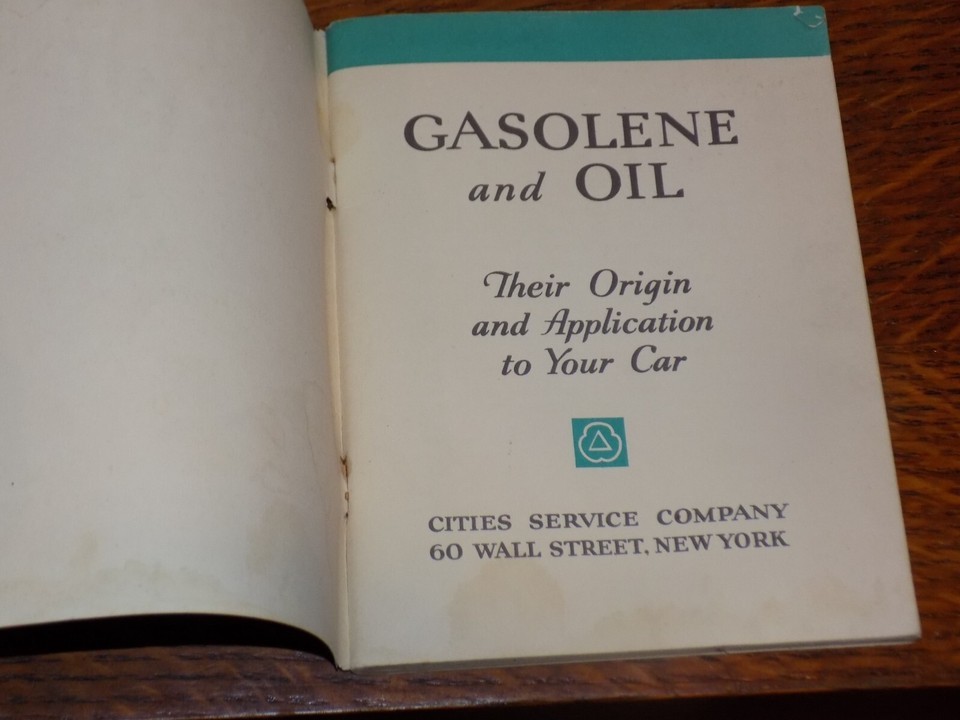 GASOLENE
and OIL
Their Origin
and Application
to Your Car
CITIES SERVICE COMPANY
60 WALL STREET, NEW YORK